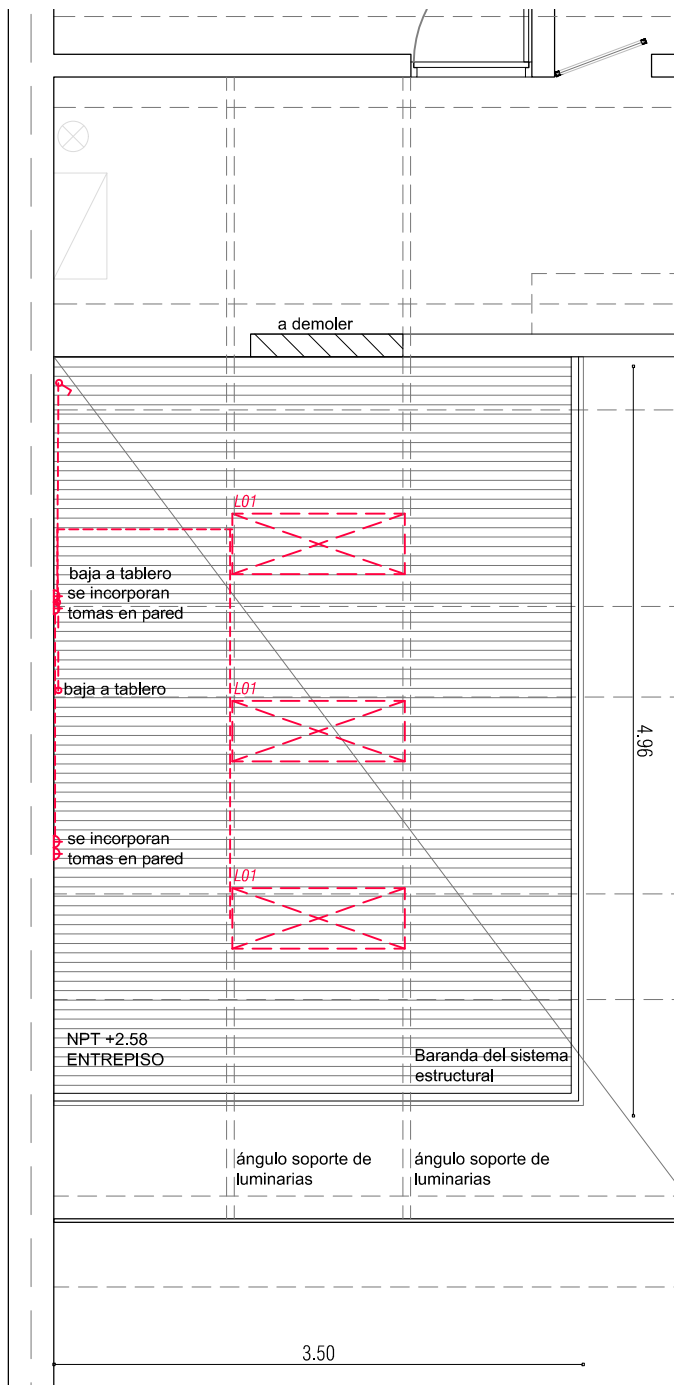 a demoler
L01
baja a tablero
se incorporan
tomas en pared
L01
baja a tablero
4.96
se incorporan
tomas en pared
L01
NPT +2.58
ENTREPISO
Baranda del sistema
estructural
ángulo soporte de
luminarias
ángulo soporte de
luminarias
3.50